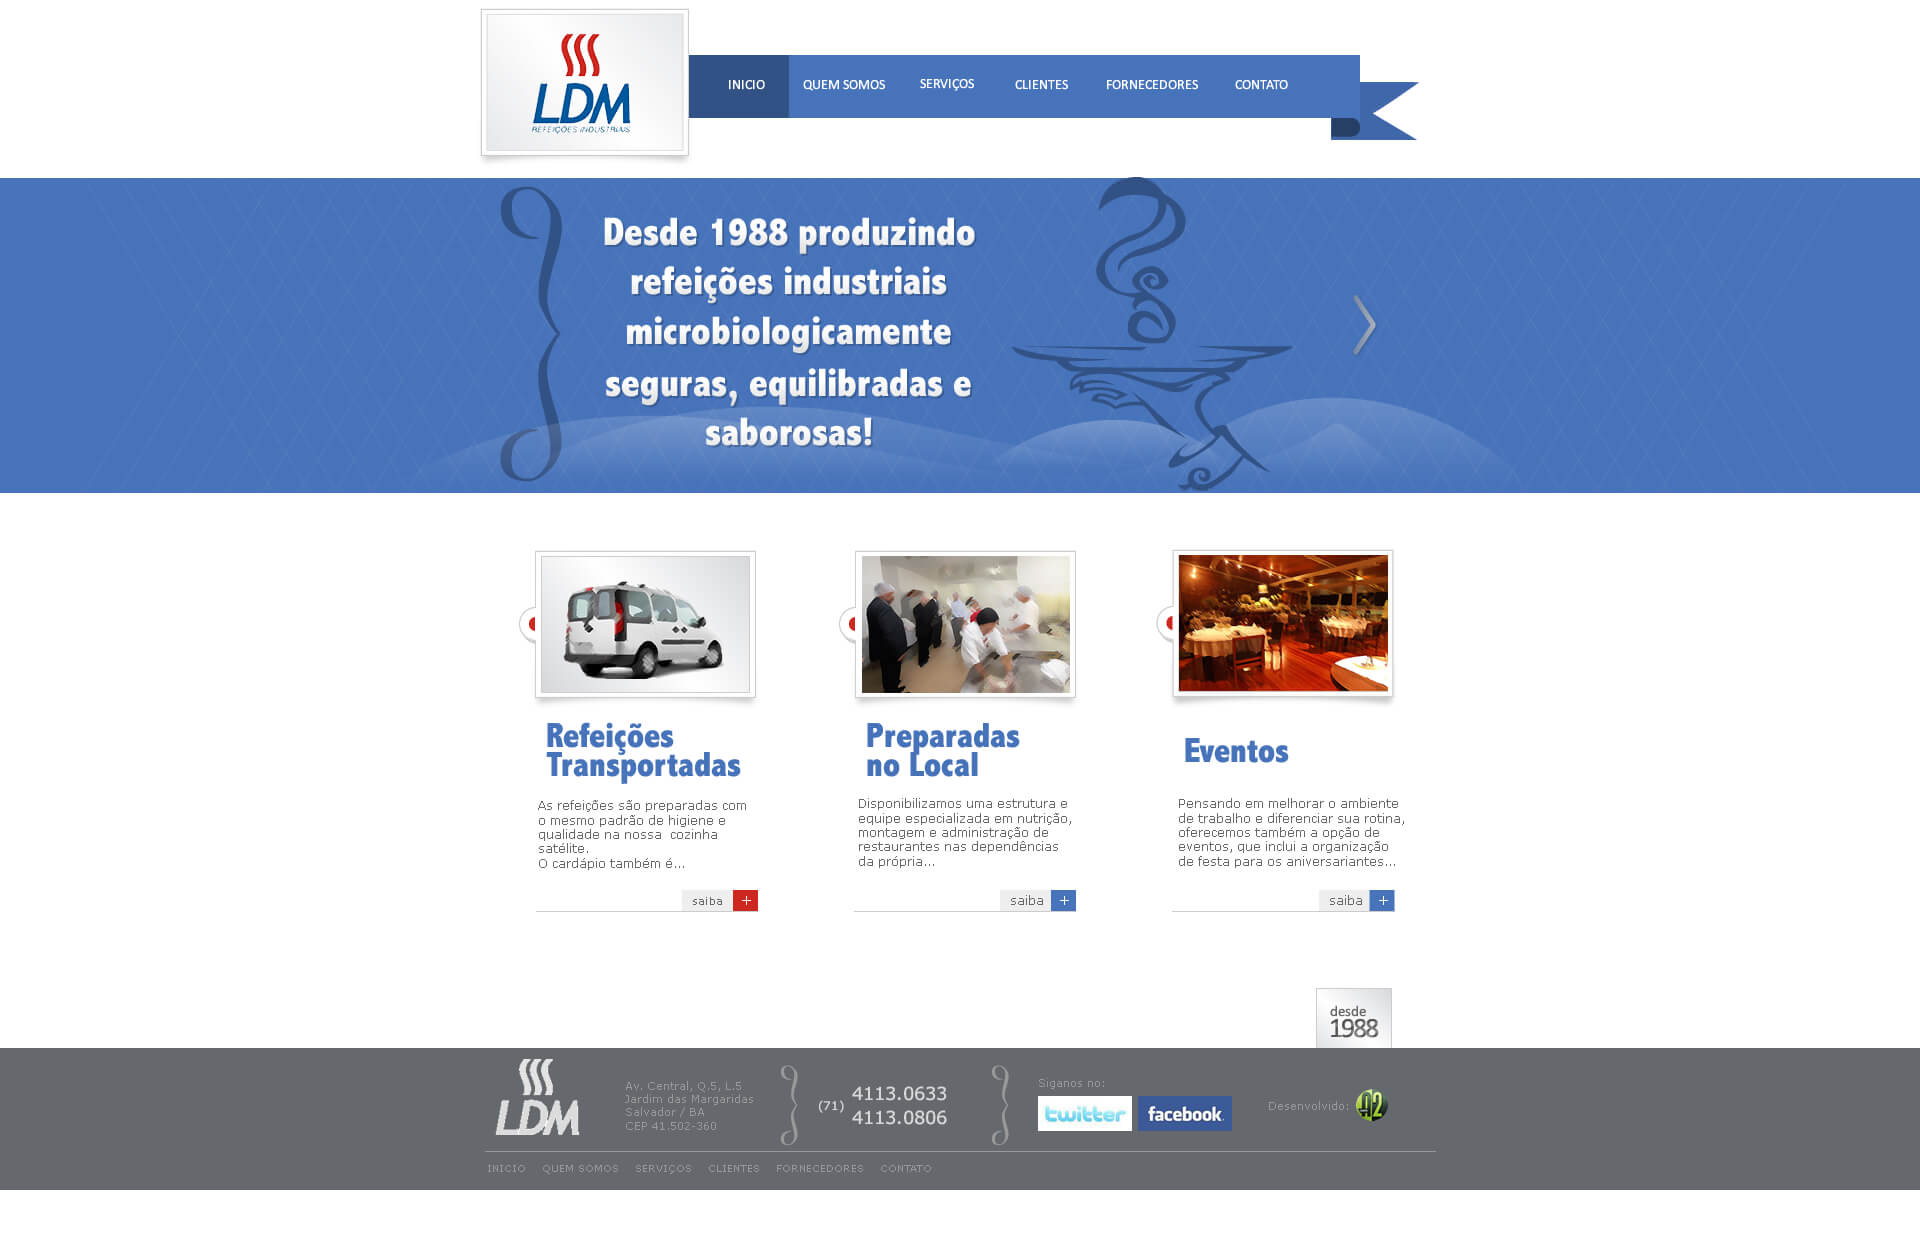 LDM
REFEIÇÕES INDUSTRIAIS
INICIO
QUEM SOMOS
SERVIÇOS
CLIENTES
FORNECEDORES
CONTATO
Desde 1988 produzindo
refeições industriais
microbiologicamente
seguras, equilibradas e
saborosas!
Refeições
Transportadas
As refeições são preparadas com
o mesmo padrão de higiene e
qualidade na nossa  cozinha
satélite.
O cardápio também é...
saiba +
Preparadas
no Local
Disponibilizamos uma estrutura e
equipe especializada em nutrição,
montagem e administração de
restaurantes nas dependências
da própria...
saiba +
Eventos
Pensando em melhorar o ambiente
de trabalho e diferenciar sua rotina,
oferecemos também a opção de
eventos, que inclui a organização
de festa para os aniversariantes...
saiba +
desde
1988
LDM
Av. Central, Q.5, L.5
Jardim das Margaridas
Salvador / BA
CEP 41.502-360
(71)
4113.0633
4113.0806
Siganos no:
twitter
facebook
Desenvolvido:
INICIO
QUEM SOMOS
SERVIÇOS
CLIENTES
FORNECEDORES
CONTATO